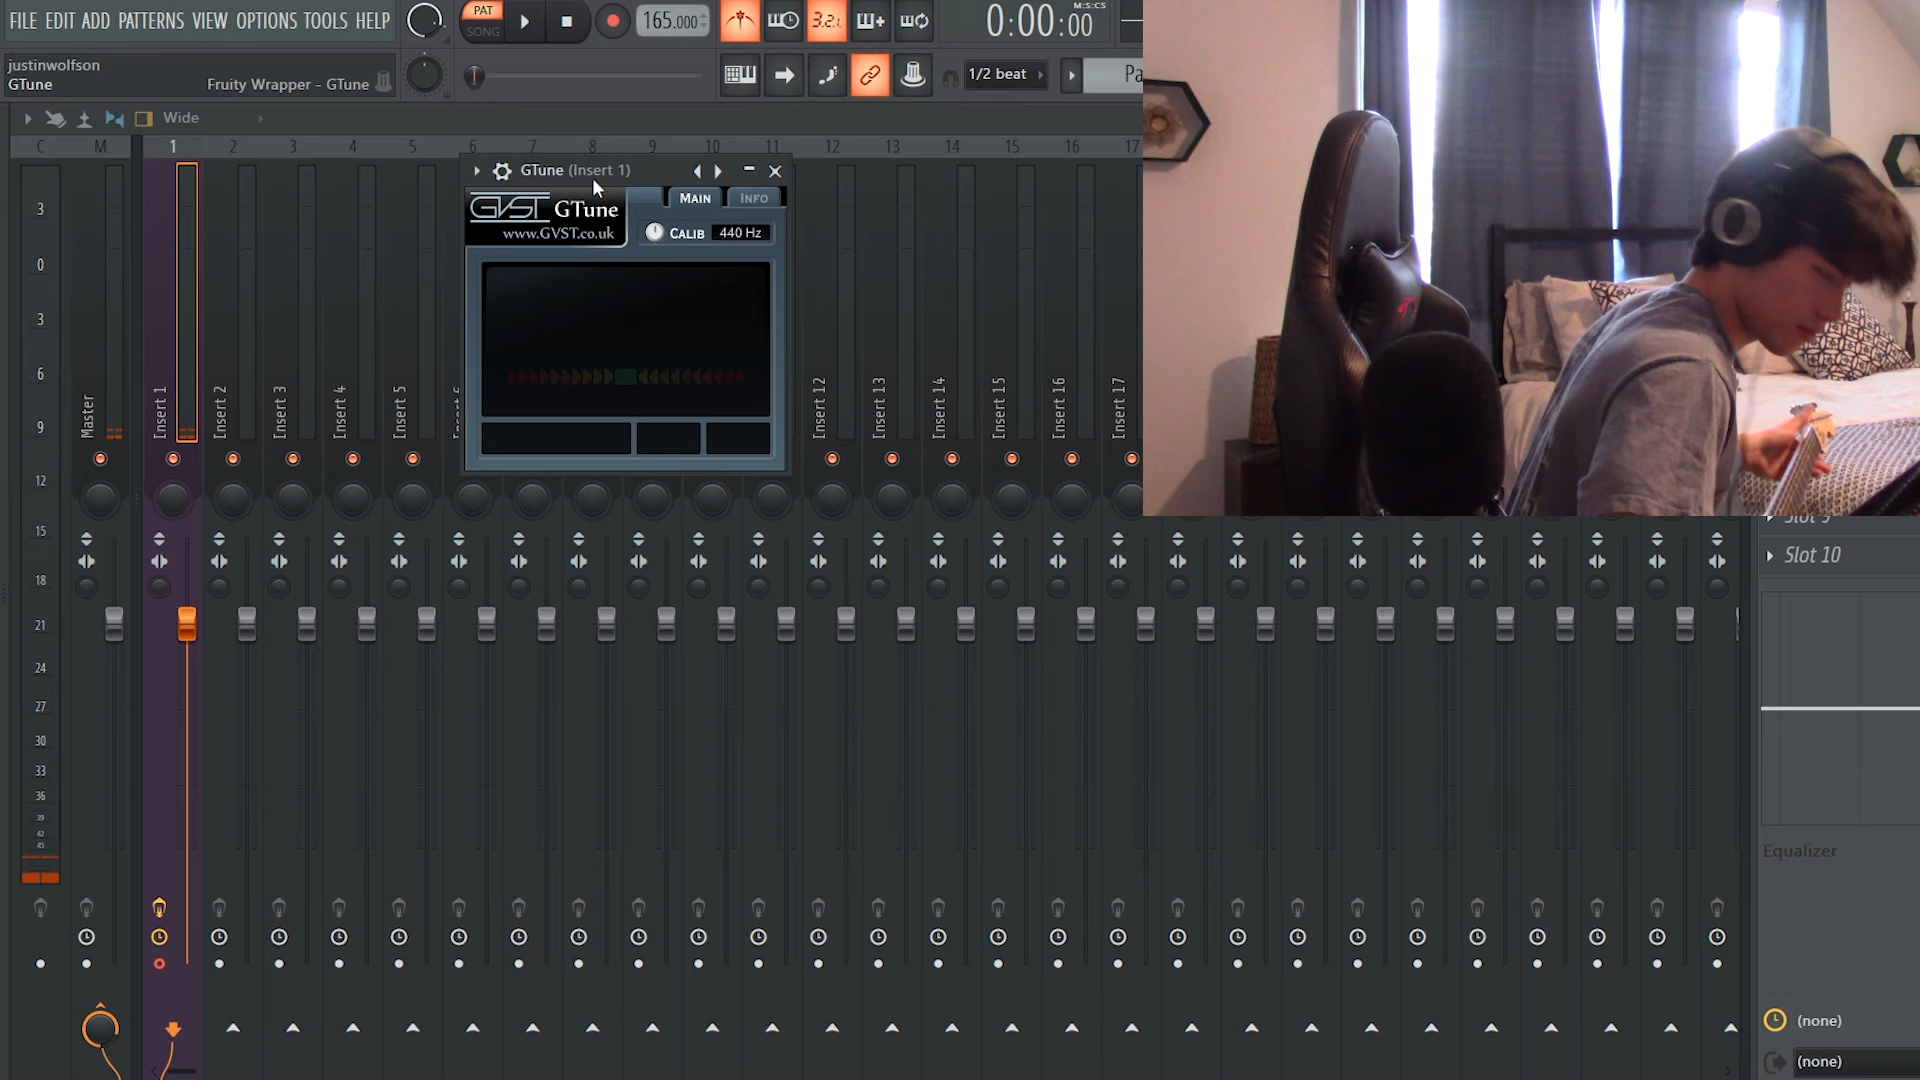 FILE EDIT ADD PATTERNS VIEW OPTIONS TOOLS HELP
PAT
SONG
165.000
3.2.
0:00:00
M:S:CS
justinwolfson
GTune
Fruity Wrapper - GTune
1/2 beat
Pa
Wide
C M 1 2 3 4 5 6 7 8 9 10 11 12 13 14 15 16 17
GTune (Insert 1)
GVST GTune
www.GVST.co.uk
MAIN
INFO
CALIB 440 Hz
3
0
3
6
9
12
15
18
21
24
27
30
33
36
39
42
45
Master
Insert 1
Insert 2
Insert 3
Insert 4
Insert 5
Insert 12
Insert 13
Insert 14
Insert 15
Insert 16
Insert 17
Slot 9
Slot 10
Equalizer
(none)
(none)